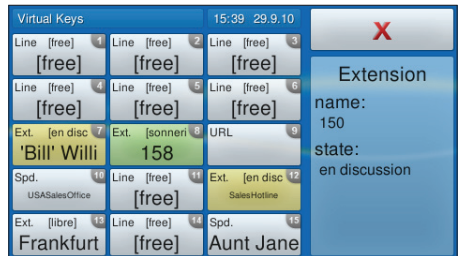 Virtual Keys 15:39 29.9.10
Line [free] 1 Line [free] 2 Line [free] 3
[free] [free] [free]
Line [free] 4 Line [free] 5 Line [free] 6
[free] [free] [free]
Ext. [en disc 7 Ext. [sonneri 8 URL 9
'Bill' Willi 158
Spd. 10 Line [free] 11 Ext. [en disc 12
USASalesOffice [free] SalesHotline
Ext. [libre] 13 Line [free] 14 Spd. 15
Frankfurt [free] Aunt Jane
X
Extension
name:
150
state:
en discussion